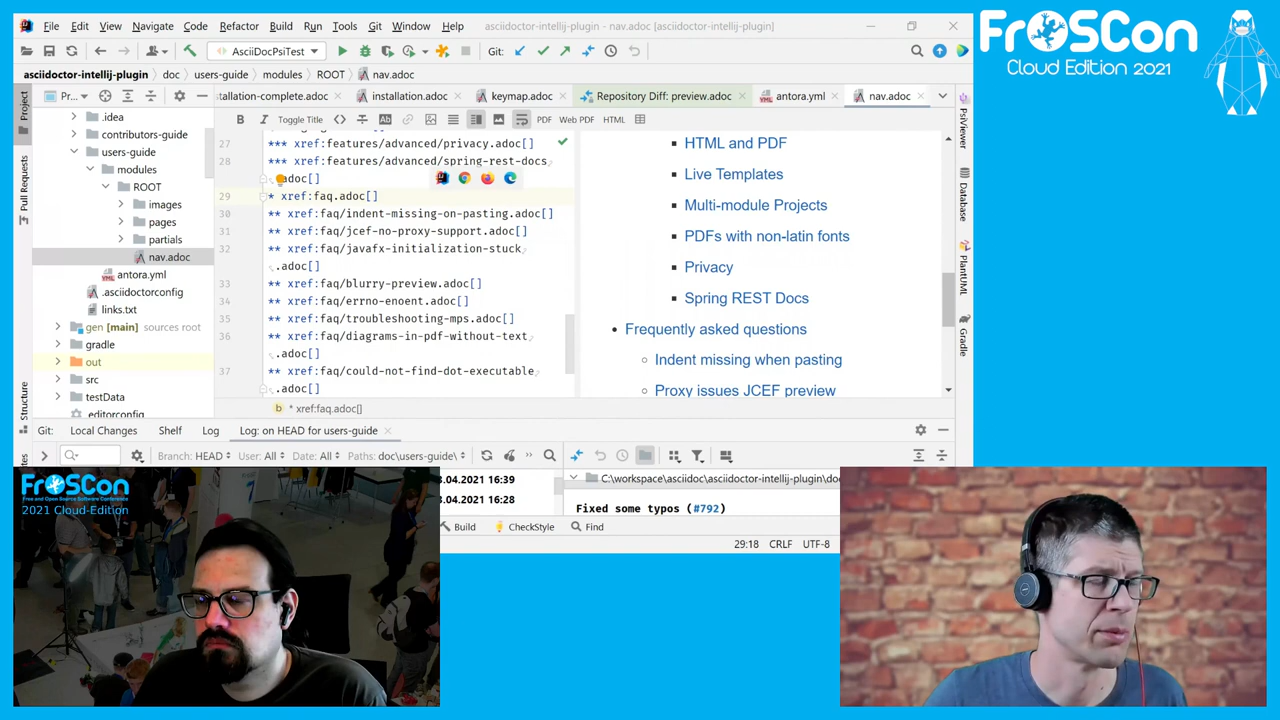 File Edit View Navigate Code Refactor Build Run Tools Git Window Help asciidoctor-intellij-plugin - nav.adoc [asciidoctor-intellij-plugin]
AsciiDocPsiTest Git:
asciidoctor-intellij-plugin doc users-guide modules ROOT nav.adoc
Pr... stallation-complete.adoc installation.adoc keymap.adoc Repository Diff: preview.adoc antora.yml nav.adoc
Toggle Title PDF Web PDF HTML
Project
Pull Requests
Structure
.idea
contributors-guide
users-guide
modules
ROOT
images
pages
partials
nav.adoc
antora.yml
.asciidoctorconfig
links.txt
gen [main] sources root
gradle
out
src
testData
.editorconfig
27 *** xref:features/advanced/privacy.adoc[]
28 *** xref:features/advanced/spring-rest-docs
.adoc[]
29 * xref:faq.adoc[]
30 ** xref:faq/indent-missing-on-pasting.adoc[]
31 ** xref:faq/jcef-no-proxy-support.adoc[]
32 ** xref:faq/javafx-initialization-stuck
.adoc[]
33 ** xref:faq/blurry-preview.adoc[]
34 ** xref:faq/errno-enoent.adoc[]
35 ** xref:faq/troubleshooting-mps.adoc[]
36 ** xref:faq/diagrams-in-pdf-without-text
.adoc[]
37 ** xref:faq/could-not-find-dot-executable
.adoc[]
b * xref:faq.adoc[]
HTML and PDF
Live Templates
Multi-module Projects
PDFs with non-latin fonts
Privacy
Spring REST Docs
Frequently asked questions
Indent missing when pasting
Proxy issues JCEF preview
PsiViewer
Database
PlantUML
Gradle
Git: Local Changes Shelf Log Log: on HEAD for users-guide
Branch: HEAD User: All Date: All Paths: doc\users-guide\
3.04.2021 16:39
3.04.2021 16:28
C:\workspace\asciidoc\asciidoctor-intellij-plugin\doc
Fixed some typos (#792)
Build CheckStyle Find
29:18 CRLF UTF-8
FrOSCon
Cloud Edition 2021
FrOSCon
Free and Open Source Software Conference
2021 Cloud-Edition